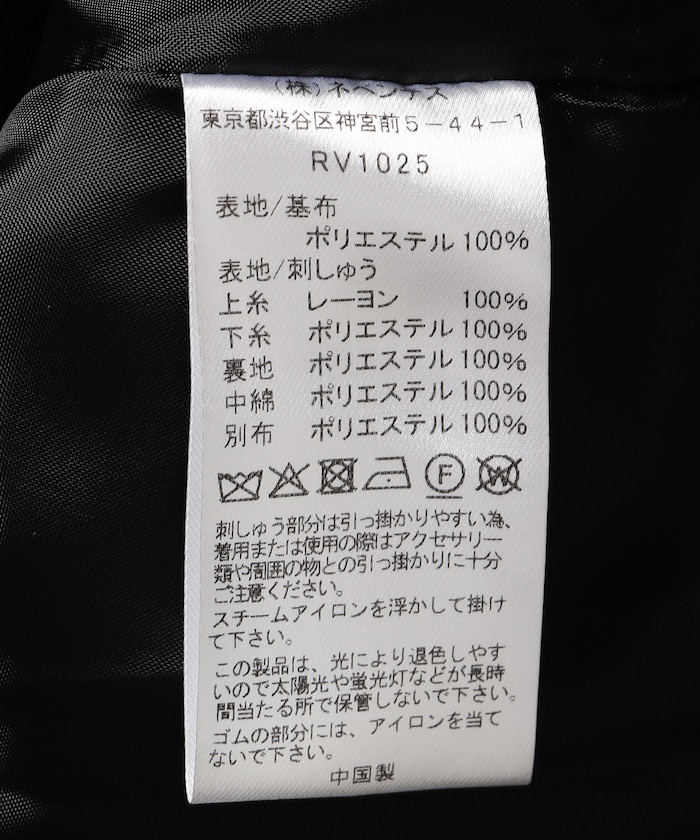 (株)ネペンテス
東京都渋谷区神宮前5-44-1
RV1025
表地/基布
ポリエステル 100%
表地/刺しゅう
上糸 レーヨン 100%
下糸 ポリエステル 100%
裏地 ポリエステル 100%
中綿 ポリエステル 100%
別布 ポリエステル 100%
F W
刺しゅう部分は引っ掛かりやすい為、
着用または使用の際はアクセサリー
類や周囲の物との引っ掛かりに十分
ご注意ください。
スチームアイロンを浮かして掛け
て下さい。
この製品は、光により退色しやす
いので太陽光や蛍光灯などが長時
間当たる所で保管しないで下さい。
ゴムの部分には、アイロンを当て
ないで下さい。
中国製